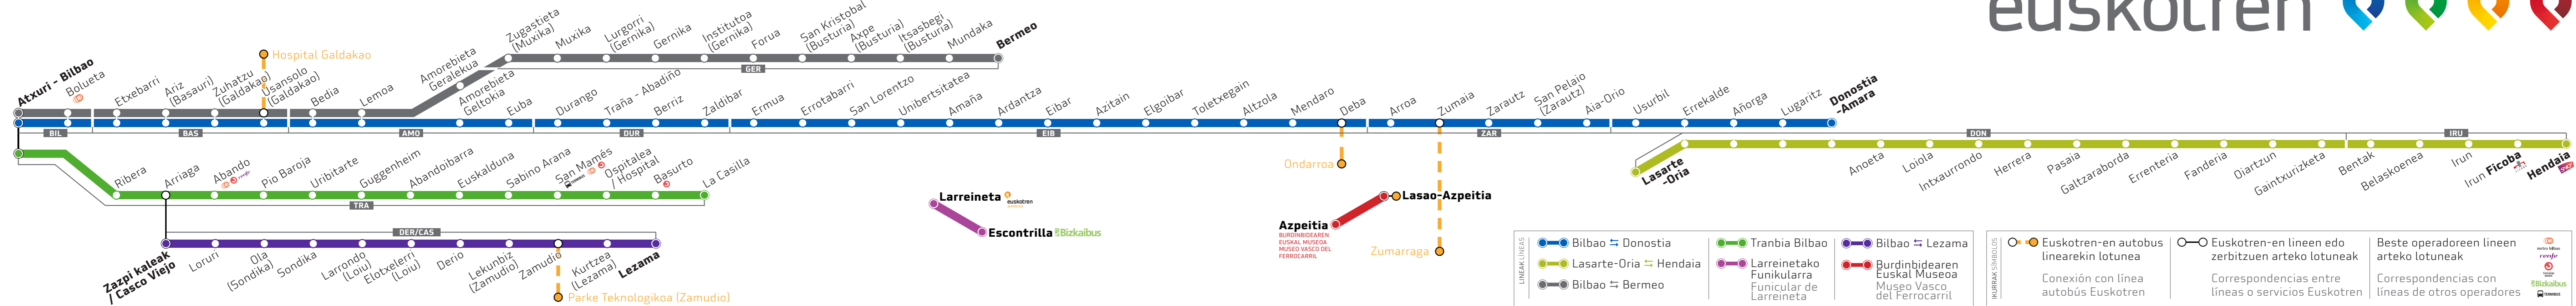 euskotren
Zugastieta
(Muxika)
Muxika
Lurgorri
(Gernika)
Gernika
Institutoa
(Gernika)
Forua
San Kristobal
(Busturia)
Axpe
(Busturia)
Itsasbegi
(Busturia)
Mundaka
Bermeo
GER
Hospital Galdakao
Atxuri - Bilbao
Bolueta
Etxebarri
Ariz
(Basauri)
Zuhatzu
(Galdakao)
Usansolo
(Galdakao)
Bedia
Lemoa
Amorebieta
Geralekua
Amorebieta
Geltokia
Euba
Durango
Traña - Abadiño
Berriz
Zaldibar
Ermua
Errotabarri
San Lorentzo
Unibertsitatea
Amaña
Ardantza
Eibar
Azitain
Elgoibar
Toletxegain
Altzola
Mendaro
Deba
Arroa
Zumaia
Zarautz
San Pelaio
(Zarautz)
Aia-Orio
Usurbil
Errekalde
Añorga
Lugaritz
Donostia
-Amara
BIL
BAS
AMO
DUR
EIB
ZAR
DON
IRU
Lasarte
-Oria
Anoeta
Loiola
Intxaurrondo
Herrera
Pasaia
Galtzaraborda
Errenteria
Fanderia
Oiartzun
Gaintxurizketa
Bentak
Belaskoenea
Irun
Irun Ficoba
Hendaia
Ribera
Arriaga
Abando
renfe
Pio Baroja
Uribitarte
Guggenheim
Abandoibarra
Euskalduna
Sabino Arana
San Mamés
TERMIBUS
Ospitalea
/ Hospital
Basurto
La Casilla
TRA
DER/CAS
Zazpi kaleak
/ Casco Viejo
Loruri
Ola
(Sondika)
Sondika
Larrondo
(Loiu)
Elotxelerri
(Loiu)
Derio
Lekunbiz
(Zamudio)
Zamudio
Kurtzea
(Lezama)
Lezama
Parke Teknologikoa (Zamudio)
Larreineta
euskotren
Escontrilla
Bizkaibus
Ondarroa
Lasao-Azpeitia
Azpeitia
BURDINBIDEAREN
EUSKAL MUSEOA
MUSEO VASCO DEL
FERROCARRIL
Zumarraga
LINEAK LÍNEAS
Bilbao ⇆ Donostia
Lasarte-Oria ⇆ Hendaia
Bilbao ⇆ Bermeo
Tranbia Bilbao
Larreinetako
Funikularra
Funicular de
Larreineta
Bilbao ⇆ Lezama
Burdinbidearen
Euskal Museoa
Museo Vasco
del Ferrocarril
IKURRAK SÍMBOLOS
Euskotren-en autobus
linearekin lotunea
Conexión con línea
autobús Euskotren
Euskotren-en lineen edo
zerbitzuen arteko lotuneak
Correspondencias entre
líneas o servicios Euskotren
Beste operadoreen lineen
arteko lotuneak
Correspondencias con
líneas de otros operadores
metro bilbao
renfe
Bizkaibus
TERMIBUS